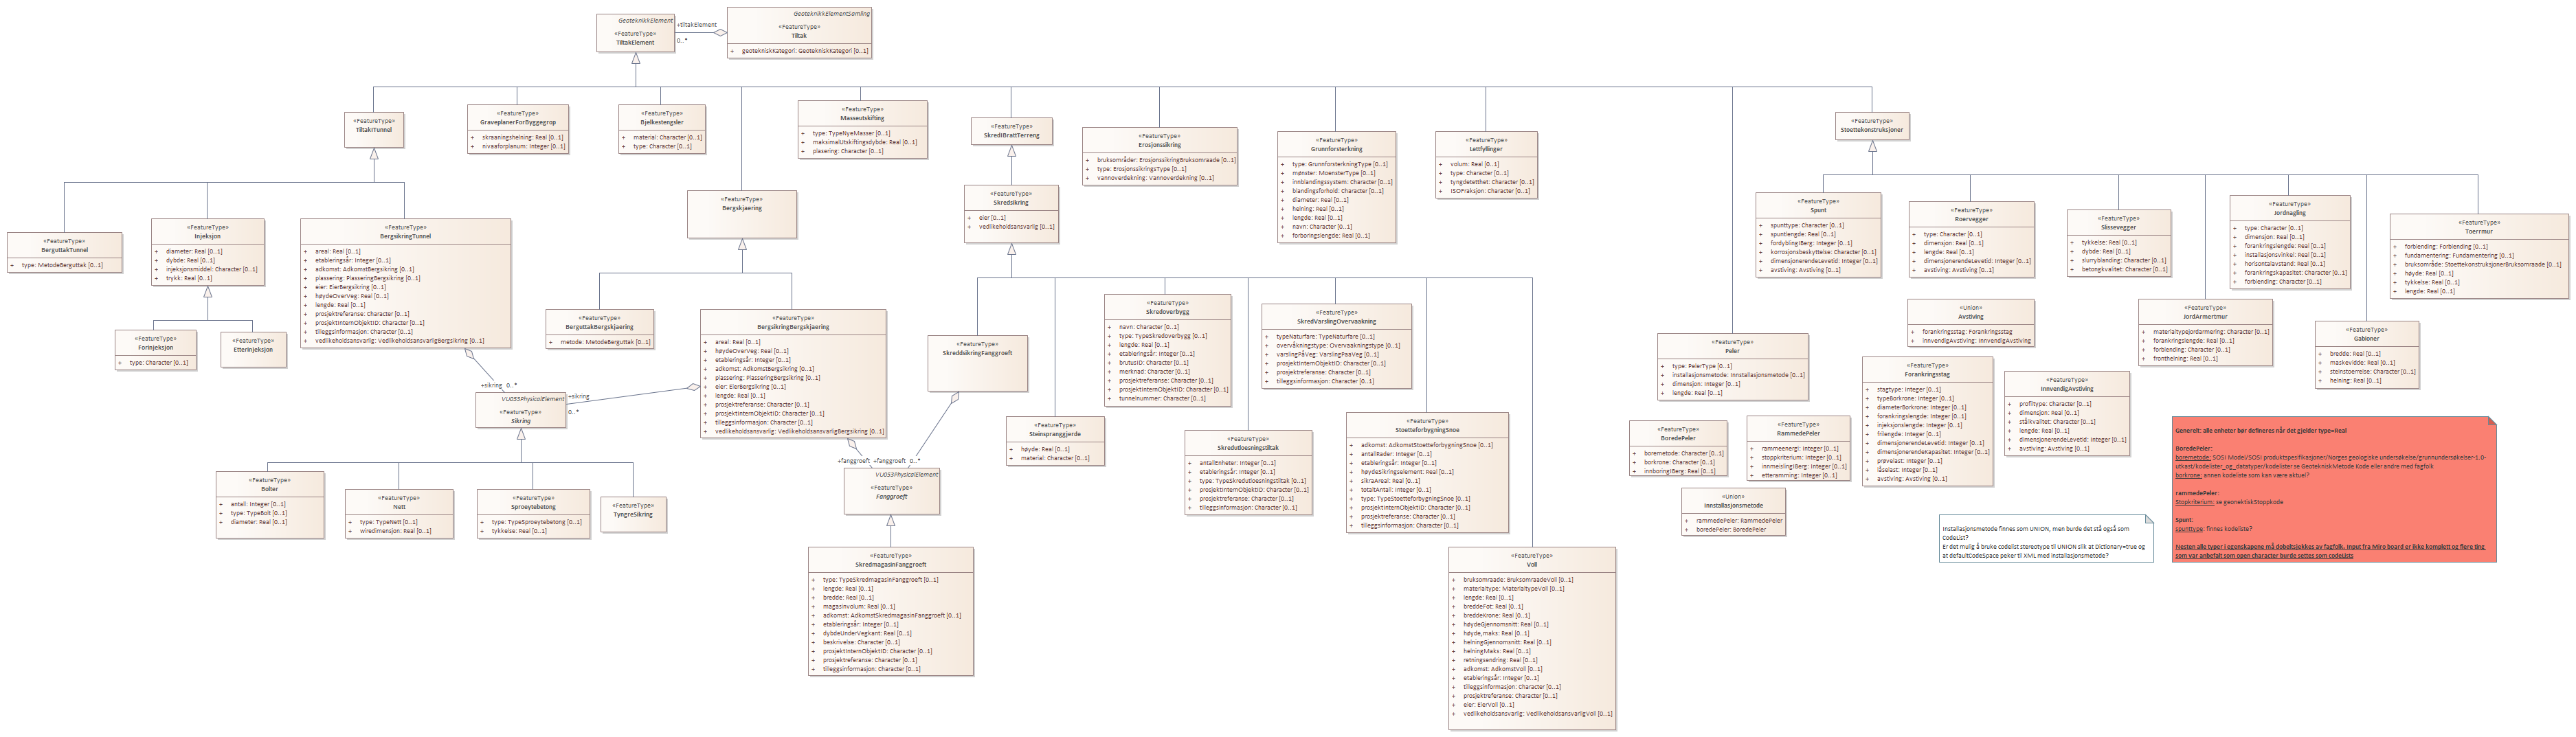 GeoteknikkElement
«FeatureType»
TiltakElement
+tiltakElement
0..*
GeoteknikkElementSamling
«FeatureType»
Tiltak
+ geotekniskKategori: GeotekniskKategori [0..1]
«FeatureType»
TiltakITunnel
«FeatureType»
GraveplanerForByggegrop
+ skraaningshelning: Real [0..1]
+ nivaaforplanum: Integer [0..1]
«FeatureType»
Bjelkestengsler
+ material: Character [0..1]
+ type: Character [0..1]
«FeatureType»
Masseutskifting
+ type: TypeNyeMasser [0..1]
+ maksimalUtskiftingsdybde: Real [0..1]
+ plasering: Character [0..1]
«FeatureType»
SkredIBrattTerreng
«FeatureType»
Erosjonssikring
+ bruksområder: ErosjonssikringBruksomraade [0..1]
+ type: ErosjonssikringsType [0..1]
+ vannoverdekning: Vannoverdekning [0..1]
«FeatureType»
Grunnforsterkning
+ type: GrunnforsterkningType [0..1]
+ mønster: MoensterType [0..1]
+ innblandingssystem: Character [0..1]
+ blandingsforhold: Character [0..1]
+ diameter: Real [0..1]
+ helning: Real [0..1]
+ lengde: Real [0..1]
+ navn: Character [0..1]
+ forboringslengde: Real [0..1]
«FeatureType»
Lettfyllinger
+ volum: Real [0..1]
+ type: Character [0..1]
+ tyngdetetthet: Character [0..1]
+ ISOFraksjon: Character [0..1]
«FeatureType»
Stoettekonstruksjoner
«FeatureType»
BerguttakTunnel
+ type: MetodeBerguttak [0..1]
«FeatureType»
Injeksjon
+ diameter: Real [0..1]
+ dybde: Real [0..1]
+ injeksjonsmiddel: Character [0..1]
+ trykk: Real [0..1]
«FeatureType»
BergsikringTunnel
+ areal: Real [0..1]
+ etableringsår: Integer [0..1]
+ adkomst: AdkomstBergsikring [0..1]
+ plassering: PlasseringBergsikring [0..1]
+ eier: EierBergsikring [0..1]
+ høydeOverVeg: Real [0..1]
+ lengde: Real [0..1]
+ prosjektreferanse: Character [0..1]
+ prosjektInternObjektID: Character [0..1]
+ tilleggsinformasjon: Character [0..1]
+ vedlikeholdsansvarlig: VedlikeholdsansvarligBergsikring [0..1]
«FeatureType»
Forinjeksjon
+ type: Character [0..1]
«FeatureType»
Etterinjeksjon
«FeatureType»
Bergskjaering
«FeatureType»
BerguttakBergskjaering
+ metode: MetodeBerguttak [0..1]
«FeatureType»
BergsikringBergskjaering
+ areal: Real [0..1]
+ høydeOverVeg: Real [0..1]
+ etableringsår: Integer [0..1]
+ adkomst: AdkomstBergsikring [0..1]
+ plassering: PlasseringBergsikring [0..1]
+ eier: EierBergsikring [0..1]
+ lengde: Real [0..1]
+ prosjektreferanse: Character [0..1]
+ prosjektInternObjektID: Character [0..1]
+ tilleggsinformasjon: Character [0..1]
+ vedlikeholdsansvarlig: VedlikeholdsansvarligBergsikring [0..1]
+sikring 0..*
+sikring
0..*
VU053PhysicalElement
«FeatureType»
Sikring
«FeatureType»
Bolter
+ antall: Integer [0..1]
+ type: TypeBolt [0..1]
+ diameter: Real [0..1]
«FeatureType»
Nett
+ type: TypeNett [0..1]
+ wiredimensjon: Real [0..1]
«FeatureType»
Sproeytebetong
+ type: TypeSproeytebetong [0..1]
+ tykkelse: Real [0..1]
«FeatureType»
TyngreSikring
«FeatureType»
Skredsikring
+ eier [0..1]
+ vedlikeholdsansvarlig [0..1]
«FeatureType»
SkreddsikringFanggroeft
+fanggroeft +fanggroeft 0..*
VU053PhysicalElement
«FeatureType»
Fanggroeft
«FeatureType»
SkredmagasinFanggroeft
+ type: TypeSkredmagasinFanggroeft [0..1]
+ lengde: Real [0..1]
+ bredde: Real [0..1]
+ magasinvolum: Real [0..1]
+ adkomst: AdkomstSkredmagasinFanggroeft [0..1]
+ etableringsår: Integer [0..1]
+ dybdeUnderVegkant: Real [0..1]
+ beskrivelse: Character [0..1]
+ prosjektInternObjektID: Character [0..1]
+ prosjektreferanse: Character [0..1]
+ tilleggsinformasjon: Character [0..1]
«FeatureType»
Steinspranggjerde
+ høyde: Real [0..1]
+ material: Character [0..1]
«FeatureType»
Skredoverbygg
+ navn: Character [0..1]
+ type: TypeSkredoverbygg [0..1]
+ lengde: Real [0..1]
+ etableringsår: Integer [0..1]
+ brutusID: Character [0..1]
+ merknad: Character [0..1]
+ prosjektreferanse: Character [0..1]
+ prosjektInternObjektID: Character [0..1]
+ tunnelnummer: Character [0..1]
«FeatureType»
Skredutloesningstiltak
+ antallEnheter: Integer [0..1]
+ etableringsår: Integer [0..1]
+ type: TypeSkredutloesningstiltak [0..1]
+ prosjektInternObjektID: Character [0..1]
+ prosjektreferanse: Character [0..1]
+ tilleggsinformasjon: Character [0..1]
«FeatureType»
SkredVarslingOvervaakning
+ typeNaturfare: TypeNaturfare [0..1]
+ overvåkningstype: Overvaakningstype [0..1]
+ varslingPåVeg: VarslingPaaVeg [0..1]
+ prosjektInternObjektID: Character [0..1]
+ prosjektreferanse: Character [0..1]
+ tilleggsinformasjon: Character [0..1]
«FeatureType»
StoetteforbygningSnoe
+ adkomst: AdkomstStoetteforbygningSnoe [0..1]
+ antallRader: Integer [0..1]
+ etableringsår: Integer [0..1]
+ høydeSikringselement: Real [0..1]
+ sikraAreal: Real [0..1]
+ totaltAntall: Integer [0..1]
+ type: TypeStoetteforbygningSnoe [0..1]
+ prosjektInternObjektID: Character [0..1]
+ prosjektreferanse: Character [0..1]
+ tilleggsinformasjon: Character [0..1]
«FeatureType»
Voll
+ bruksomraade: BruksomraadeVoll [0..1]
+ materialtype: MaterialtypeVoll [0..1]
+ lengde: Real [0..1]
+ breddeFot: Real [0..1]
+ breddeKrone: Real [0..1]
+ høydeGjennomsnitt: Real [0..1]
+ høyde,maks: Real [0..1]
+ helningGjennomsnitt: Real [0..1]
+ helningMaks: Real [0..1]
+ retningsendring: Real [0..1]
+ adkomst: AdkomstVoll [0..1]
+ etableringsår: Integer [0..1]
+ tilleggsinformasjon: Character [0..1]
+ prosjektreferanse: Character [0..1]
+ eier: EierVoll [0..1]
+ vedlikeholdsansvarlig: VedlikeholdsansvarligVoll [0..1]
«FeatureType»
Peler
+ type: PelerType [0..1]
+ installasjonsmetode: Innstallasjonsmetode [0..1]
+ dimensjon: Integer [0..1]
+ lengde: Real [0..1]
«FeatureType»
BoredePeler
+ boremetode: Character [0..1]
+ borkrone: Character [0..1]
+ innboringIBerg: Real [0..1]
«FeatureType»
RammedePeler
+ rammeenergi: Integer [0..1]
+ stoppkriterium: Integer [0..1]
+ innmeislingIBerg: Integer [0..1]
+ etteramming: Integer [0..1]
«Union»
Innstallasjonsmetode
+ rammedePeler: RammedePeler
+ boredePeler: BoredePeler
«FeatureType»
Spunt
+ spunttype: Character [0..1]
+ spuntlengde: Real [0..1]
+ fordyblingIBerg: Integer [0..1]
+ korrosjonsbeskyttelse: Character [0..1]
+ dimensjonerendeLevetid: Integer [0..1]
+ avstiving: Avstiving [0..1]
«FeatureType»
Roervegger
+ type: Character [0..1]
+ dimensjon: Real [0..1]
+ lengde: Real [0..1]
+ dimensjonerendeLevetid: Integer [0..1]
+ avstiving: Avstiving [0..1]
«FeatureType»
Slissevegger
+ tykkelse: Real [0..1]
+ dybde: Real [0..1]
+ slurryblanding: Character [0..1]
+ betongkvalitet: Character [0..1]
«FeatureType»
Jordnagling
+ type: Character [0..1]
+ dimensjon: Real [0..1]
+ forankringslengde: Real [0..1]
+ installasjonsvinkel: Real [0..1]
+ horisontalavstand: Real [0..1]
+ forankringskapasitet: Character [0..1]
+ forblending: Character [0..1]
«FeatureType»
Toerrmur
+ forblending: Forblending [0..1]
+ fundamentering: Fundamentering [0..1]
+ bruksområde: StoettekonstruksjonerBruksomraade [0..1]
+ høyde: Real [0..1]
+ tykkelse: Real [0..1]
+ lengde: Real [0..1]
«Union»
Avstiving
+ forankringsstag: Forankringsstag
+ innvendigAvstiving: InnvendigAvstiving
«FeatureType»
JordArmertmur
+ materialtypejordarmering: Character [0..1]
+ forankringslengde: Real [0..1]
+ forblending: Character [0..1]
+ fronthelning: Real [0..1]
«FeatureType»
Gabioner
+ bredde: Real [0..1]
+ maskevidde: Real [0..1]
+ steinstoerrelse: Character [0..1]
+ helning: Real [0..1]
«FeatureType»
Forankringsstag
+ stagtype: Integer [0..1]
+ typeBorkrone: Integer [0..1]
+ diameterBorkrone: Integer [0..1]
+ forankringslengde: Integer [0..1]
+ injeksjonslengde: Integer [0..1]
+ frilengde: Integer [0..1]
+ dimensjonerendeLevetid: Integer [0..1]
+ dimensjonerendeKapasitet: Integer [0..1]
+ prøvelast: Integer [0..1]
+ låselast: Integer [0..1]
+ avstiving: Avstiving [0..1]
«FeatureType»
InnvendigAvstiving
+ profiltype: Character [0..1]
+ dimensjon: Real [0..1]
+ stålkvalitet: Character [0..1]
+ lengde: Real [0..1]
+ dimensjonerendeLevetid: Integer [0..1]
+ avstiving: Avstiving [0..1]
Installasjonsmetode finnes som UNION, men burde det stå også som
CodeList?
Er det mulig å bruke codelist stereotype til UNION slik at Dictionary=true og
at defaultCodeSpace peker til XML med installasjonsmetode?
Generelt: alle enheter bør defineres når det gjelder type=Real
BoredePeler:
boremetode: SOSI Model/SOSI produktspesifikasjoner/Norges geologiske undersøkelse/grunnundersøkelser-1.0-
utkast/kodelister_og_datatyper/kodelister se GeotekniskMetode Kode eller andre med fagfolk
borkrone: annen kodeliste som kan være aktuel?
rammedePeler:
Stoppkriterium: se geonektiskStoppkode
Spunt:
spunttype: finnes kodeliste?
Nesten alle typer i egenskapene må dobeltsjekkes av fagfolk. Input fra Miro board er ikke komplett og flere ting
som var anbefalt som open character burde settes som codeLists